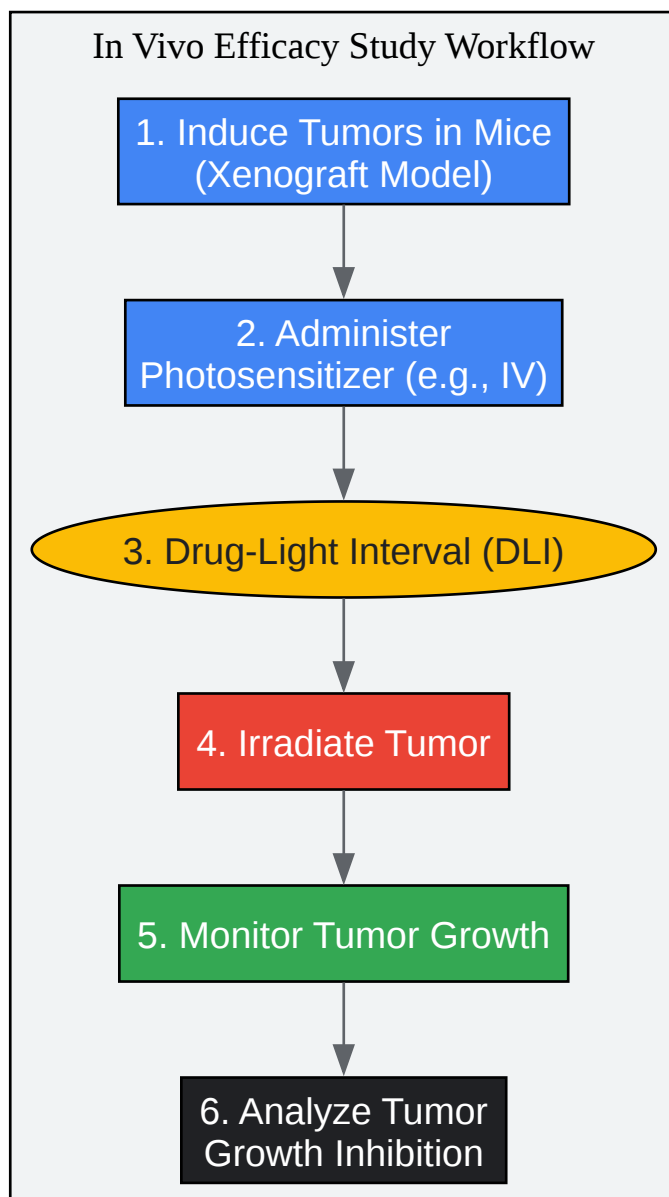 In Vivo Efficacy Study Workflow
1. Induce Tumors in Mice
(Xenograft Model)
2. Administer
Photosensitizer (e.g., IV)
3. Drug-Light Interval (DLI)
4. Irradiate Tumor
5. Monitor Tumor Growth
6. Analyze Tumor
Growth Inhibition